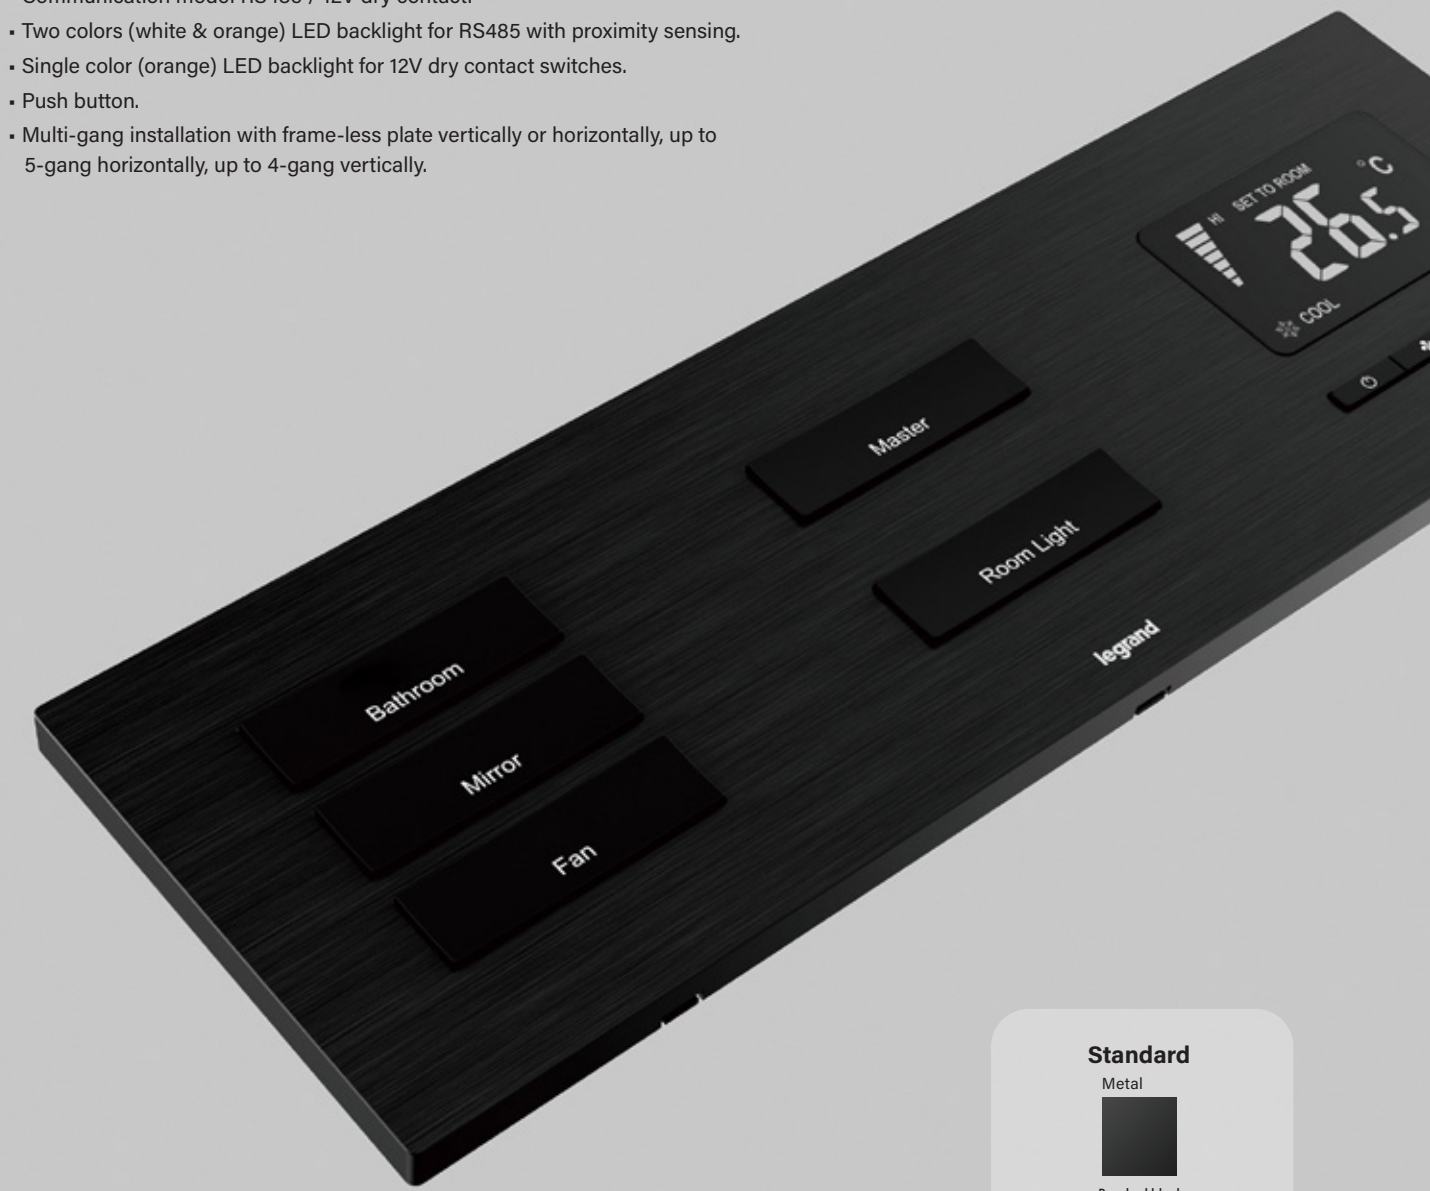 ▪ Two colors (white & orange) LED backlight for RS485 with proximity sensing.
▪ Single color (orange) LED backlight for 12V dry contact switches.
▪ Push button.
▪ Multi-gang installation with frame-less plate vertically or horizontally, up to
5-gang horizontally, up to 4-gang vertically.
HI SET TO ROOM
26.5 °C
COOL
Master
Room Light
legrand
Bathroom
Mirror
Fan
Standard
Metal